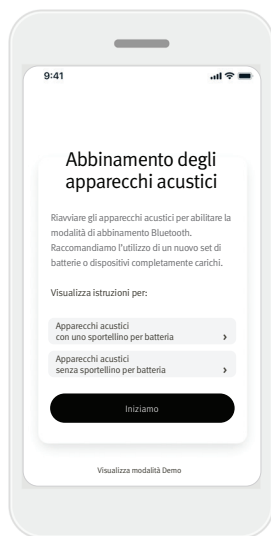 9:41
Abbinamento degli
apparecchi acustici
Riavviare gli apparecchi acustici per abilitare la
modalità di abbinamento Bluetooth.
Raccomandiamo l'utilizzo di un nuovo set di
batterie o dispositivi completamente carichi.
Visualizza istruzioni per:
Apparecchi acustici
con uno sportellino per batteria
Apparecchi acustici
senza sportellino per batteria
Iniziamo
Visualizza modalità Demo